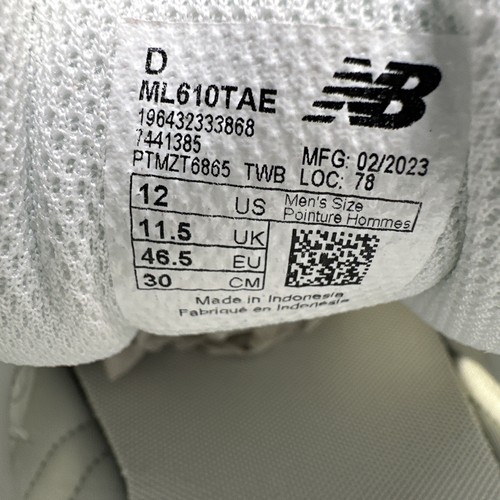 D
ML610TAE
196432333868
7441385
PTMZT6865 TWB
NB
MFG: 02/2023
LOC: 78
12 US
Men's Size
Pointure Hommes
11.5 UK
46.5 EU
30 CM
Made in Indonesia
Fabriqué en Indonésie